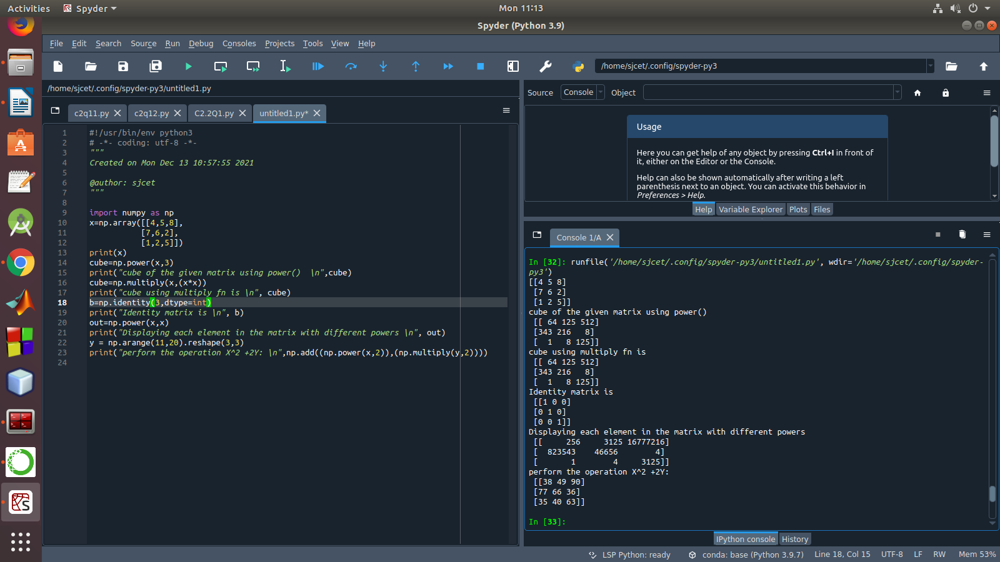 Activities
Spyder
Mon 11:13
Spyder (Python 3.9)
File Edit Search Source Run Debug Consoles Projects Tools View Help
/home/sjcet/.config/spyder-py3
/home/sjcet/.config/spyder-py3/untitled1.py
c2q11.py
c2q12.py
C2.2Q1.py
untitled1.py*
1 #!/usr/bin/env python3
2 # -*- coding: utf-8 -*-
3 """
4 Created on Mon Dec 13 10:57:55 2021
5
6 @author: sjcet
7 """
8
9 import numpy as np
10 x=np.array([[4,5,8],
11            [7,6,2],
12            [1,2,5]])
13 print(x)
14 cube=np.power(x,3)
15 print("cube of the given matrix using power()  \n",cube)
16 cube=np.multiply(x,(x*x))
17 print("cube using multiply fn is \n", cube)
18 b=np.identity(3,dtype=int)
19 print("Identity matrix is \n", b)
20 out=np.power(x,x)
21 print("Displaying each element in the matrix with different powers \n", out)
22 y = np.arange(11,20).reshape(3,3)
23 print("perform the operation X^2 +2Y: \n",np.add((np.power(x,2)),(np.multiply(y,2))))
24
Source Console Object
Usage
Here you can get help of any object by pressing Ctrl+I in front of
it, either on the Editor or the Console.
Help can also be shown automatically after writing a left
parenthesis next to an object. You can activate this behavior in
Preferences > Help.
Help Variable Explorer Plots Files
Console 1/A
In [32]: runfile('/home/sjcet/.config/spyder-py3/untitled1.py', wdir='/home/sjcet/.config/spyder-
py3')
[[4 5 8]
 [7 6 2]
 [1 2 5]]
cube of the given matrix using power()
 [[ 64 125 512]
 [343 216   8]
 [  1   8 125]]
cube using multiply fn is
 [[ 64 125 512]
 [343 216   8]
 [  1   8 125]]
Identity matrix is
 [[1 0 0]
 [0 1 0]
 [0 0 1]]
Displaying each element in the matrix with different powers
 [[     256     3125 16777216]
 [  823543    46656        4]
 [       1        4     3125]]
perform the operation X^2 +2Y:
 [[38 49 90]
 [77 66 36]
 [35 40 63]]
In [33]:
IPython console History
LSP Python: ready
conda: base (Python 3.9.7)
Line 18, Col 15
UTF-8
LF
RW
Mem 53%